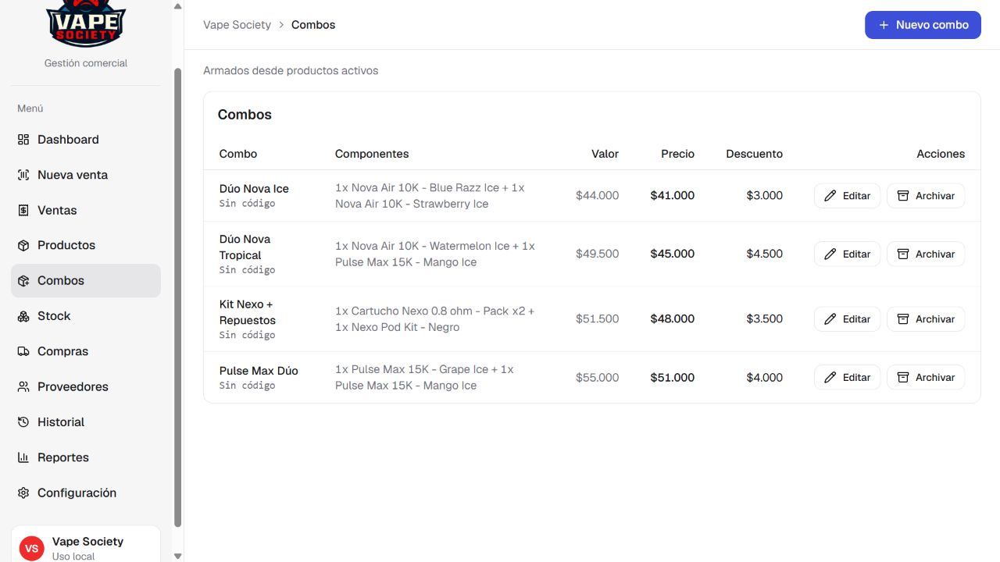 VAPE
SOCIETY
Gestión comercial
Menú
Dashboard
Nueva venta
Ventas
Productos
Combos
Stock
Compras
Proveedores
Historial
Reportes
Configuración
VS
Vape Society
Uso local
Vape Society > Combos
+ Nuevo combo
Armados desde productos activos
Combos
Combo Componentes Valor Precio Descuento Acciones
Dúo Nova Ice
Sin código
1x Nova Air 10K - Blue Razz Ice + 1x
Nova Air 10K - Strawberry Ice
$44.000 $41.000 $3.000 Editar Archivar
Dúo Nova
Tropical
Sin código
1x Nova Air 10K - Watermelon Ice + 1x
Pulse Max 15K - Mango Ice
$49.500 $45.000 $4.500 Editar Archivar
Kit Nexo +
Repuestos
Sin código
1x Cartucho Nexo 0.8 ohm - Pack x2 +
1x Nexo Pod Kit - Negro
$51.500 $48.000 $3.500 Editar Archivar
Pulse Max Dúo
Sin código
1x Pulse Max 15K - Grape Ice + 1x
Pulse Max 15K - Mango Ice
$55.000 $51.000 $4.000 Editar Archivar